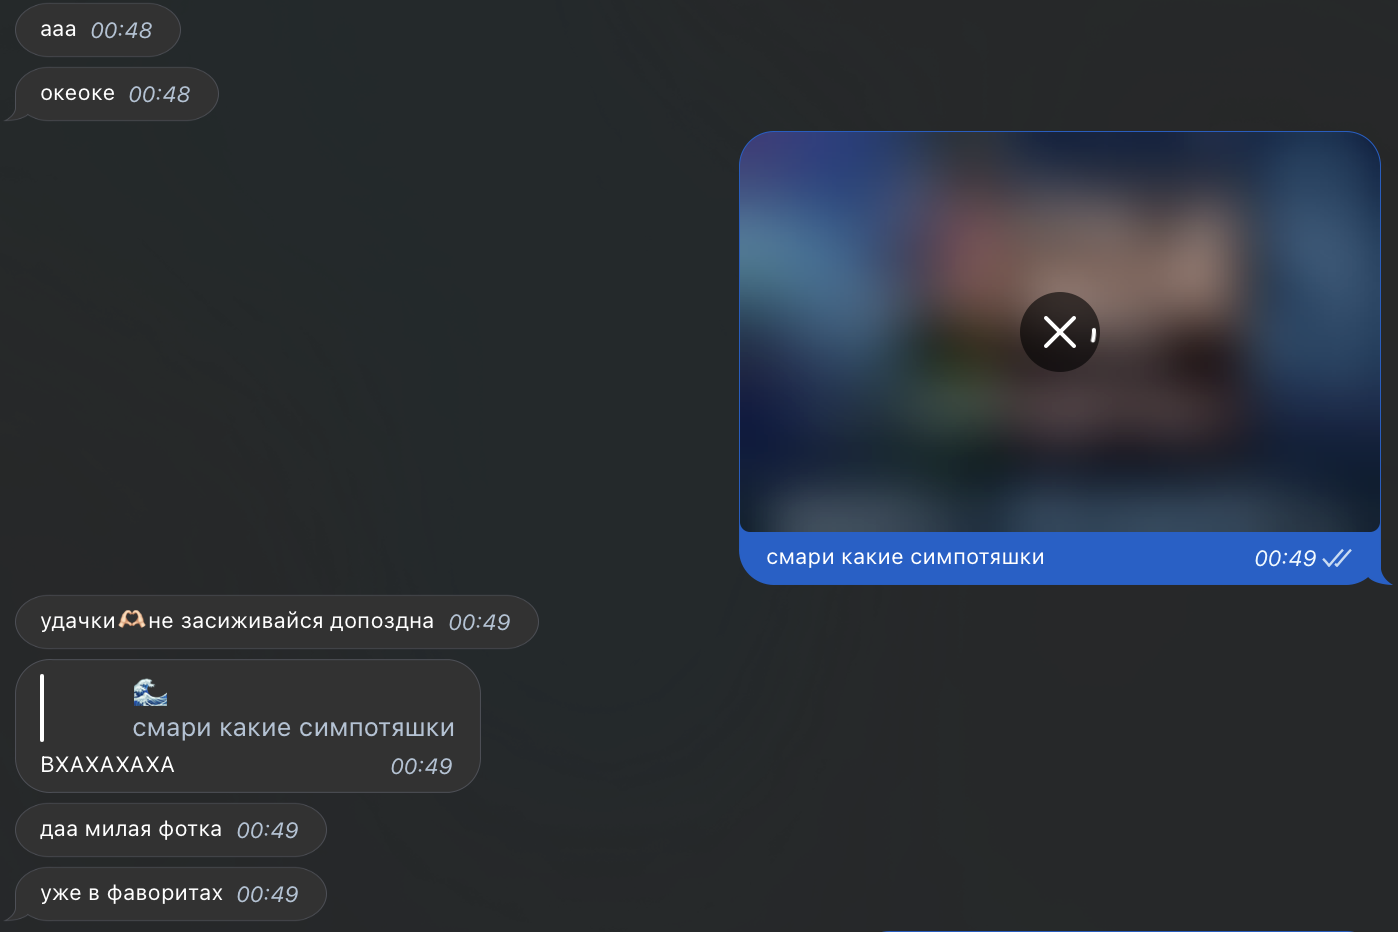 ааа 00:48
океоке 00:48
смари какие симпотяшки 00:49
удачки🫶🏻не засиживайся допоздна 00:49
🌊
смари какие симпотяшки
ВХАХАХАХА 00:49
даа милая фотка 00:49
уже в фаворитах 00:49